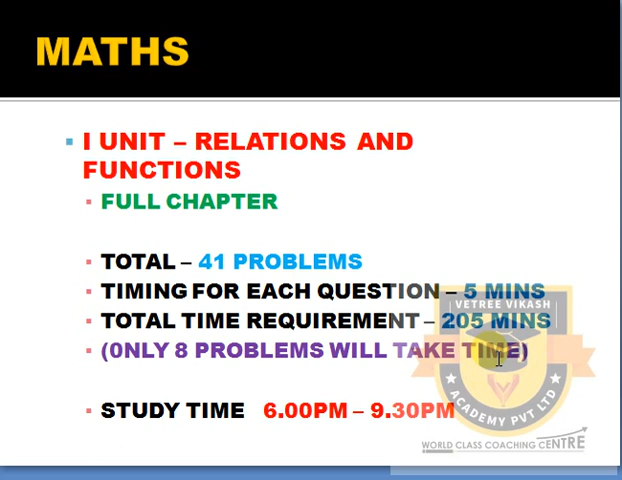 MATHS
I UNIT – RELATIONS AND
FUNCTIONS
FULL CHAPTER
TOTAL – 41 PROBLEMS
TIMING FOR EACH QUESTION – 5 MINS
TOTAL TIME REQUIREMENT – 205 MINS
(0NLY 8 PROBLEMS WILL TAKE TIME)
STUDY TIME 6.00PM – 9.30PM
VETREE VIKASH
ACADEMY PVT LTD
WORLD CLASS COACHING CENTRE